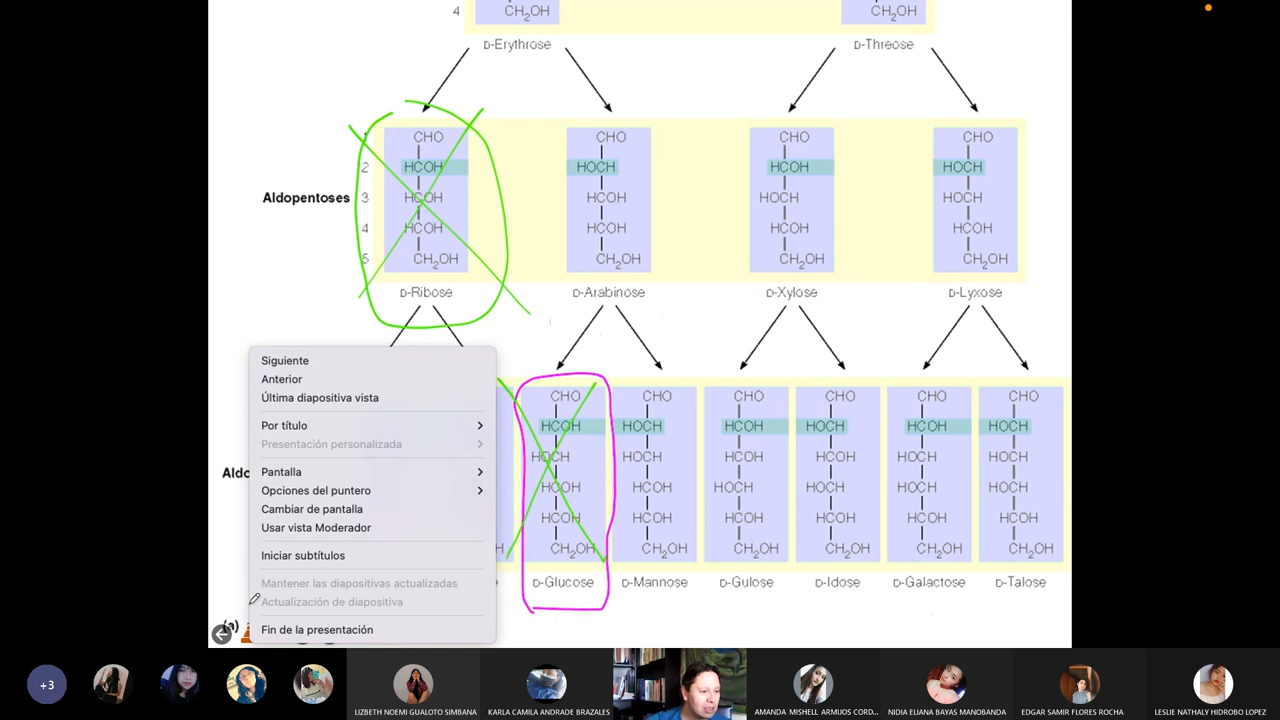 4
CH₂OH
CH₂OH
D-Erythrose
D-Threose
1
CHO
CHO
CHO
CHO
2
HCOH
HOCH
HCOH
HOCH
Aldopentoses
3
HCOH
HCOH
HOCH
HOCH
4
HCOH
HCOH
HCOH
HCOH
5
CH₂OH
CH₂OH
CH₂OH
CH₂OH
D-Ribose
D-Arabinose
D-Xylose
D-Lyxose
Siguiente
Anterior
Última diapositiva vista
Por título
Presentación personalizada
Pantalla
Opciones del puntero
Cambiar de pantalla
Usar vista Moderador
Iniciar subtítulos
Mantener las diapositivas actualizadas
Actualización de diapositiva
Fin de la presentación
CHO
CHO
CHO
CHO
CHO
CHO
HCOH
HOCH
HCOH
HOCH
HCOH
HOCH
HOCH
HOCH
HCOH
HCOH
HOCH
HOCH
Aldo
HCOH
HCOH
HOCH
HOCH
HOCH
HOCH
HCOH
HCOH
HCOH
HCOH
HCOH
HCOH
H
CH₂OH
CH₂OH
CH₂OH
CH₂OH
CH₂OH
CH₂OH
e
D-Glucose
D-Mannose
D-Gulose
D-Idose
D-Galactose
D-Talose
(a)
+3
LIZBETH NOEMI GUALOTO SIMBANA
KARLA CAMILA ANDRADE BRAZALES
AMANDA MISHELL ARMIJOS CORD...
NIDIA ELIANA BAYAS MANOBANDA
EDGAR SAMIR FLORES ROCHA
LESLIE NATHALY HIDROBO LOPEZ